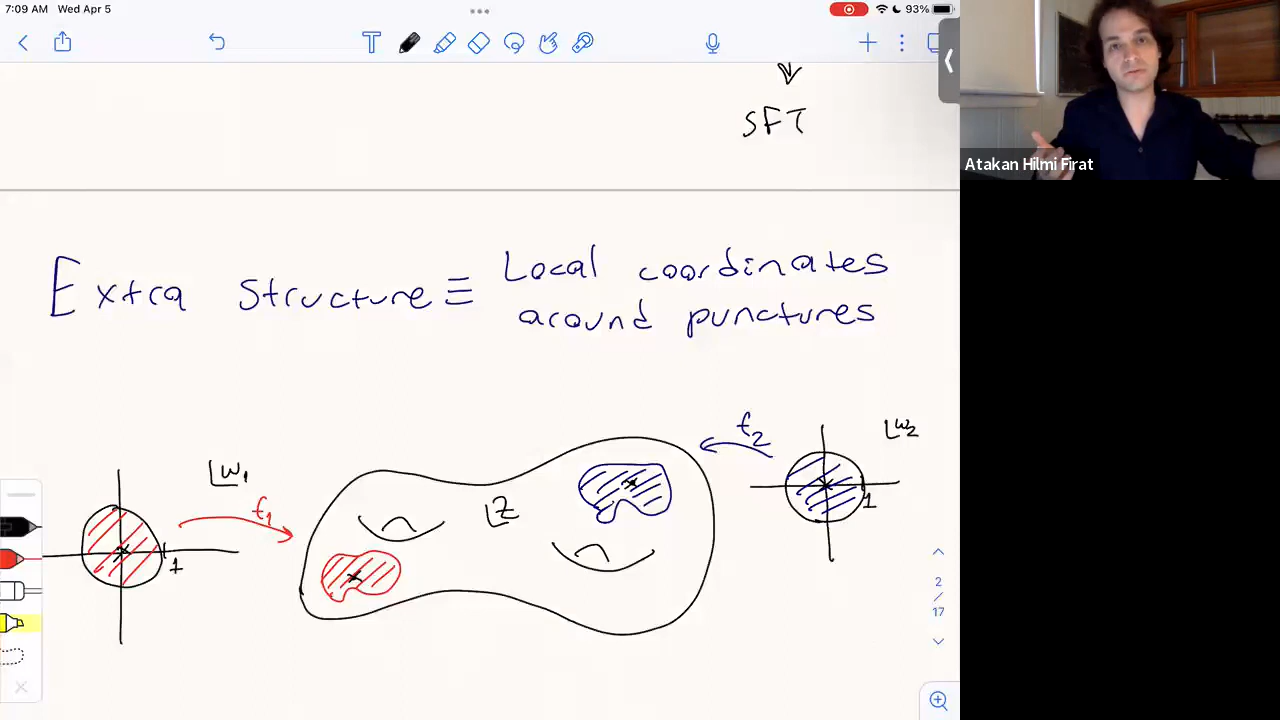 7:09 AM Wed Apr 5
93%
T
SFT
Atakan Hilmi Firat
Extra Structure ≡ Local coordinates
around punctures
f2
w2
w1
f1
z
1
1
2
/
17